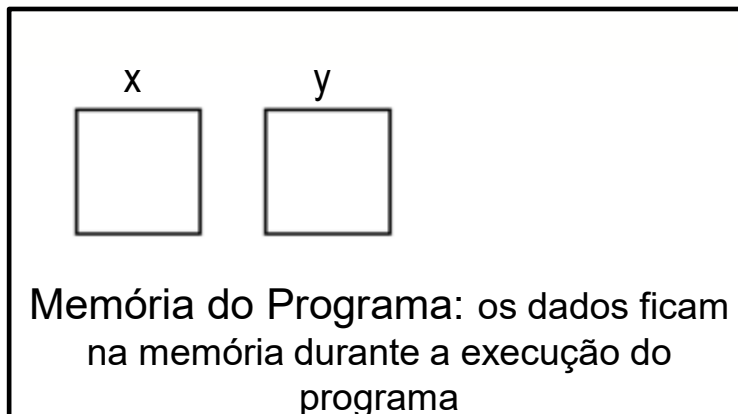 x y
Memória do Programa: os dados ficam
na memória durante a execução do
programa